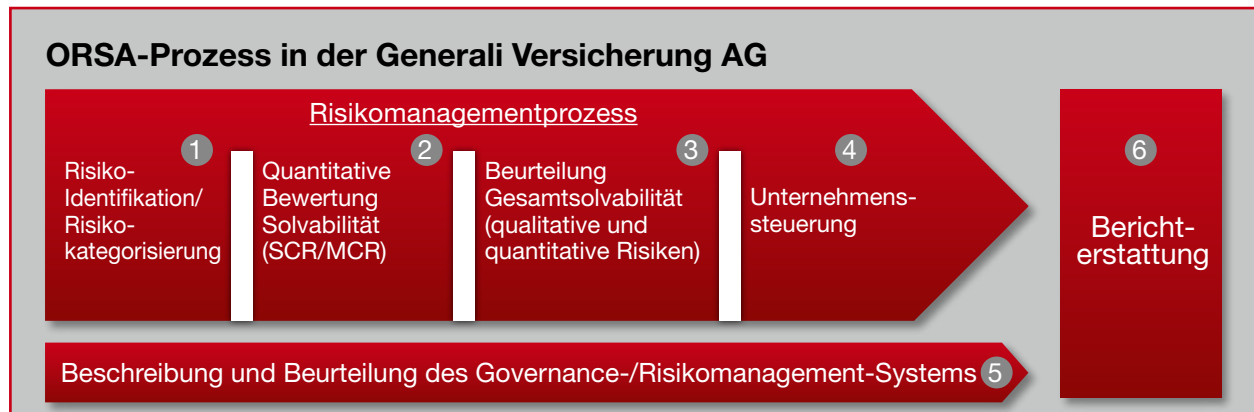 ORSA-Prozess in der Generali Versicherung AG
Risikomanagementprozess
1
Risiko-
Identifikation/
Risiko-
kategorisierung
2
Quantitative
Bewertung
Solvabilität
(SCR/MCR)
3
Beurteilung
Gesamtsolvabilität
(qualitative und
quantitative Risiken)
4
Unternehmens-
steuerung
6
Bericht-
erstattung
Beschreibung und Beurteilung des Governance-/Risikomanagement-Systems 5